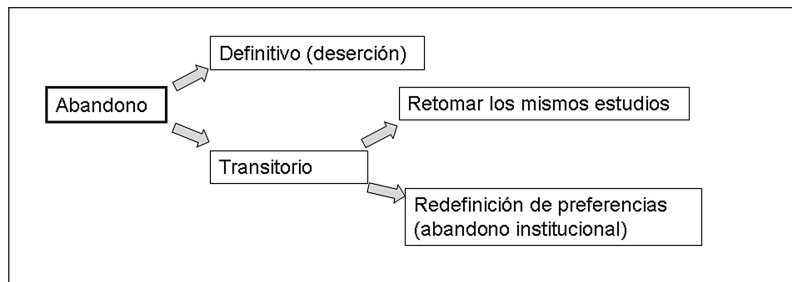 Definitivo (deserción)
Abandono
Retomar los mismos estudios
Transitorio
Redefinición de preferencias
(abandono institucional)